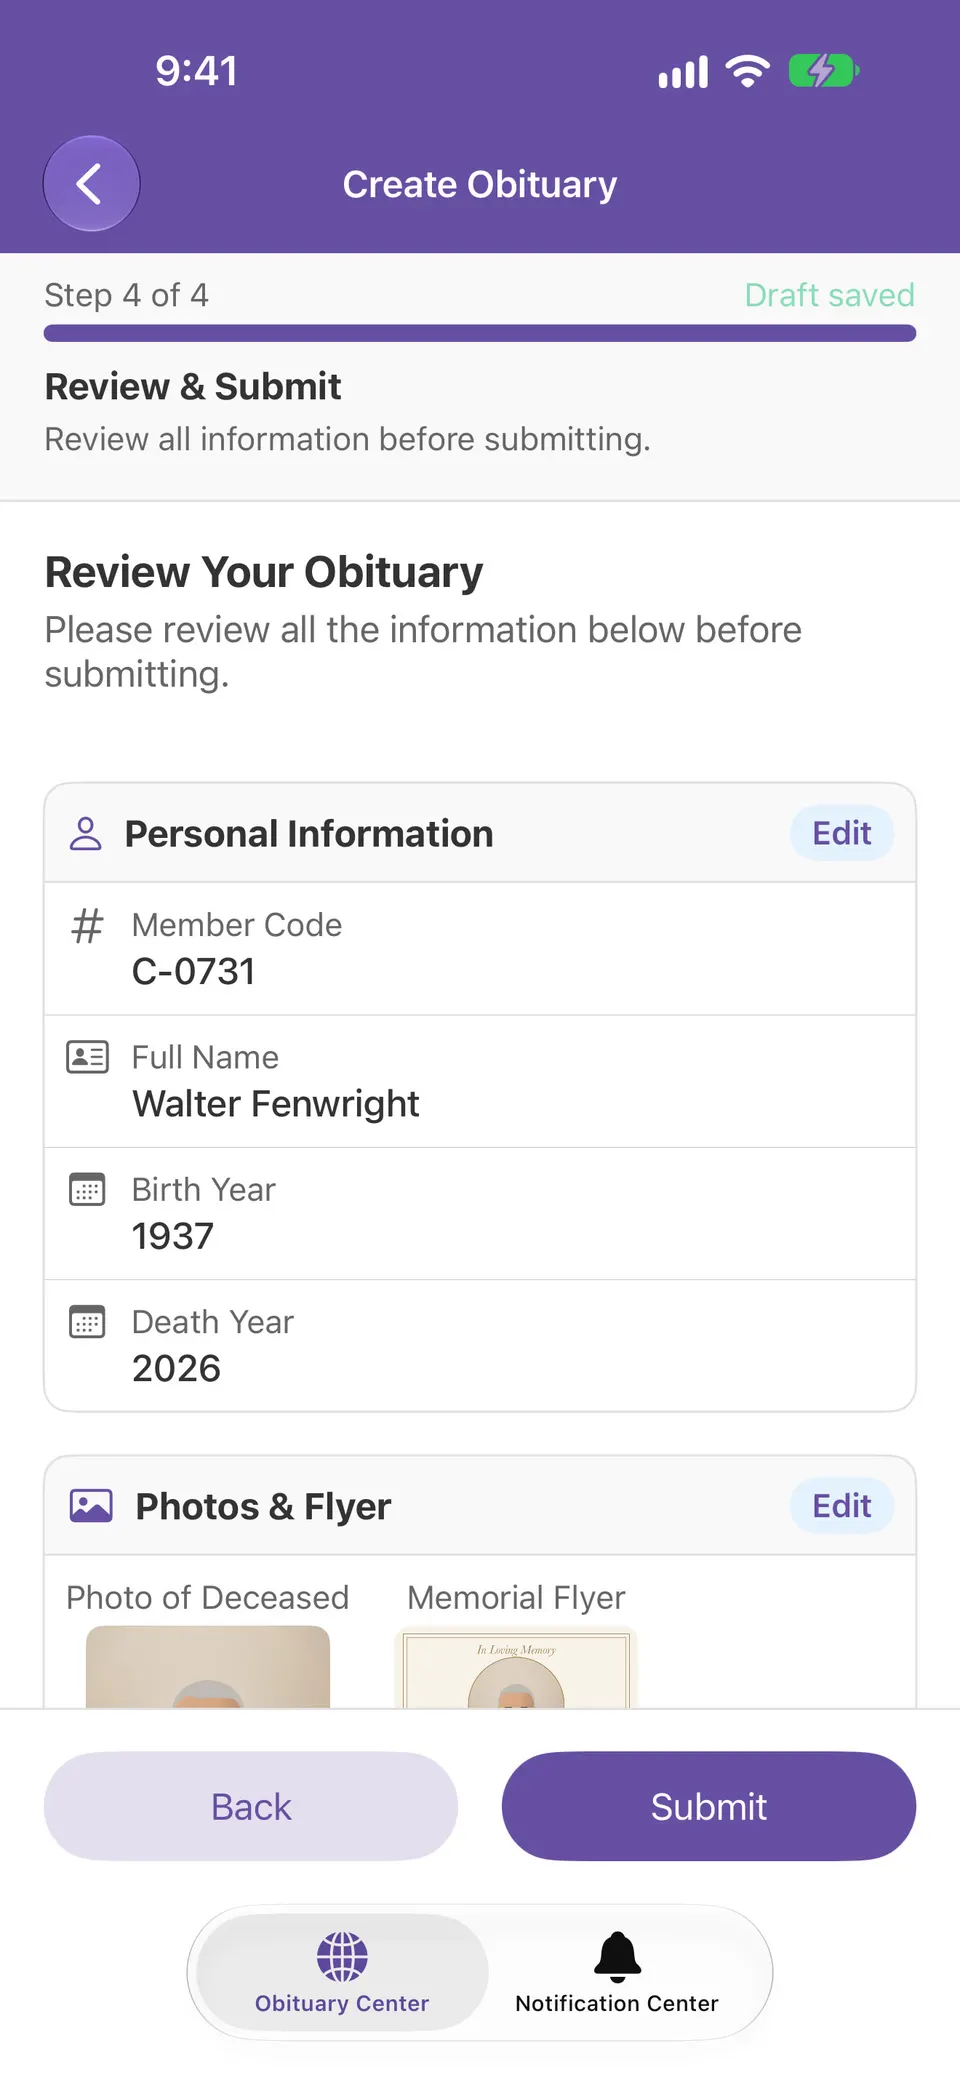 9:41
Create Obituary
Step 4 of 4
Draft saved
Review & Submit
Review all information before submitting.
Review Your Obituary
Please review all the information below before
submitting.
Personal Information
Edit
# Member Code
C-0731
Full Name
Walter Fenwright
Birth Year
1937
Death Year
2026
Photos & Flyer
Edit
Photo of Deceased
Memorial Flyer
In Loving Memory
Back
Submit
Obituary Center
Notification Center